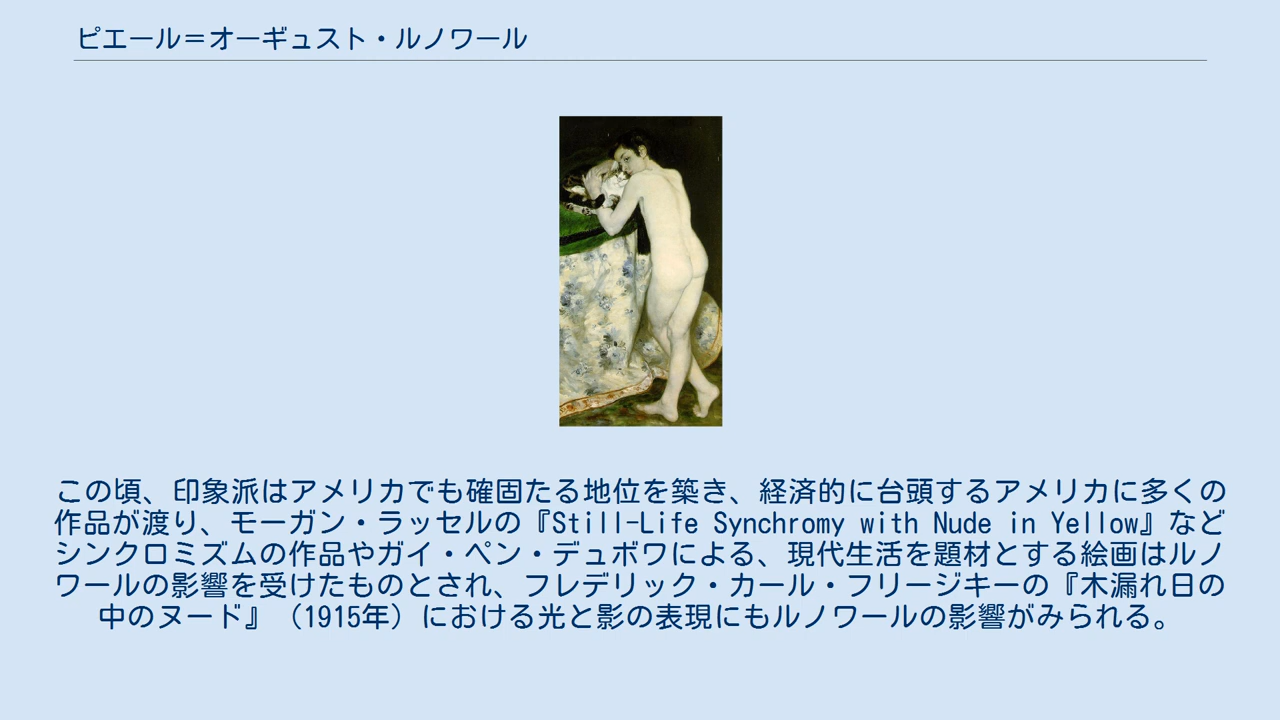 ピエール＝オーギュスト・ルノワール
この頃、印象派はアメリカでも確固たる地位を築き、経済的に台頭するアメリカに多くの
作品が渡り、モーガン・ラッセルの『Still-Life Synchromy with Nude in Yellow』など
シンクロミズムの作品やガイ・ペン・デュボワによる、現代生活を題材とする絵画はルノ
ワールの影響を受けたものとされ、フレデリック・カール・フリージキーの『木漏れ日の
中のヌード』（1915年）における光と影の表現にもルノワールの影響がみられる。